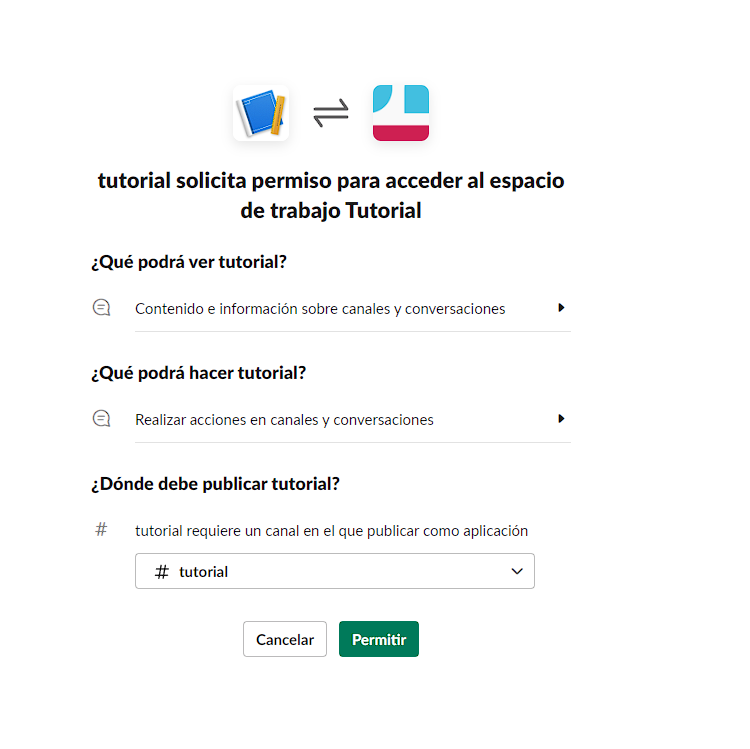 tutorial solicita permiso para acceder al espacio
de trabajo Tutorial
¿Qué podrá ver tutorial?
Contenido e información sobre canales y conversaciones
¿Qué podrá hacer tutorial?
Realizar acciones en canales y conversaciones
¿Dónde debe publicar tutorial?
# tutorial requiere un canal en el que publicar como aplicación
# tutorial
Cancelar Permitir